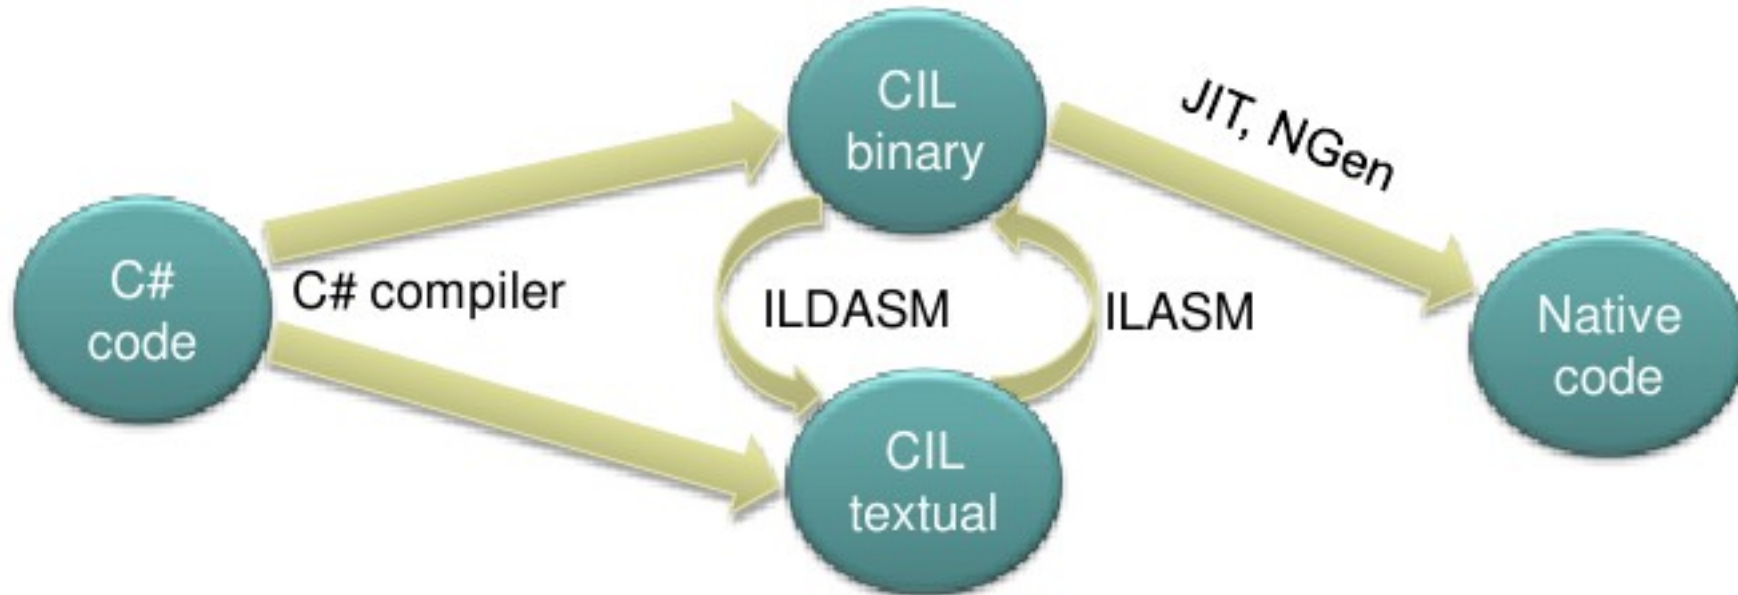 C#
code
C# compiler
CIL
binary
ILDASM
ILASM
CIL
textual
JIT, NGen
Native
code